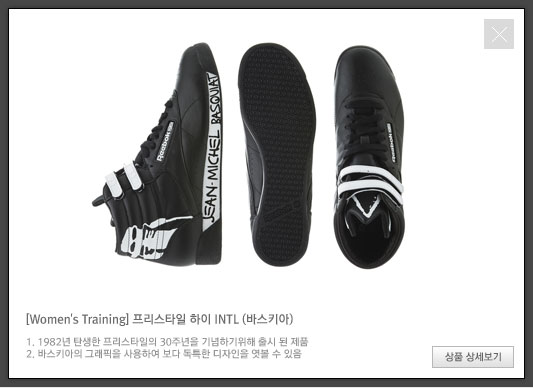 JEAN-MICHEL BASQUIAT
Reebok
Reebok
[Women's Training] 프리스타일 하이 INTL (바스키아)
1. 1982년 탄생한 프리스타일의 30주년을 기념하기위해 출시 된 제품
2. 바스키아의 그래픽을 사용하여 보다 독특한 디자인을 엿볼 수 있음
상품 상세보기